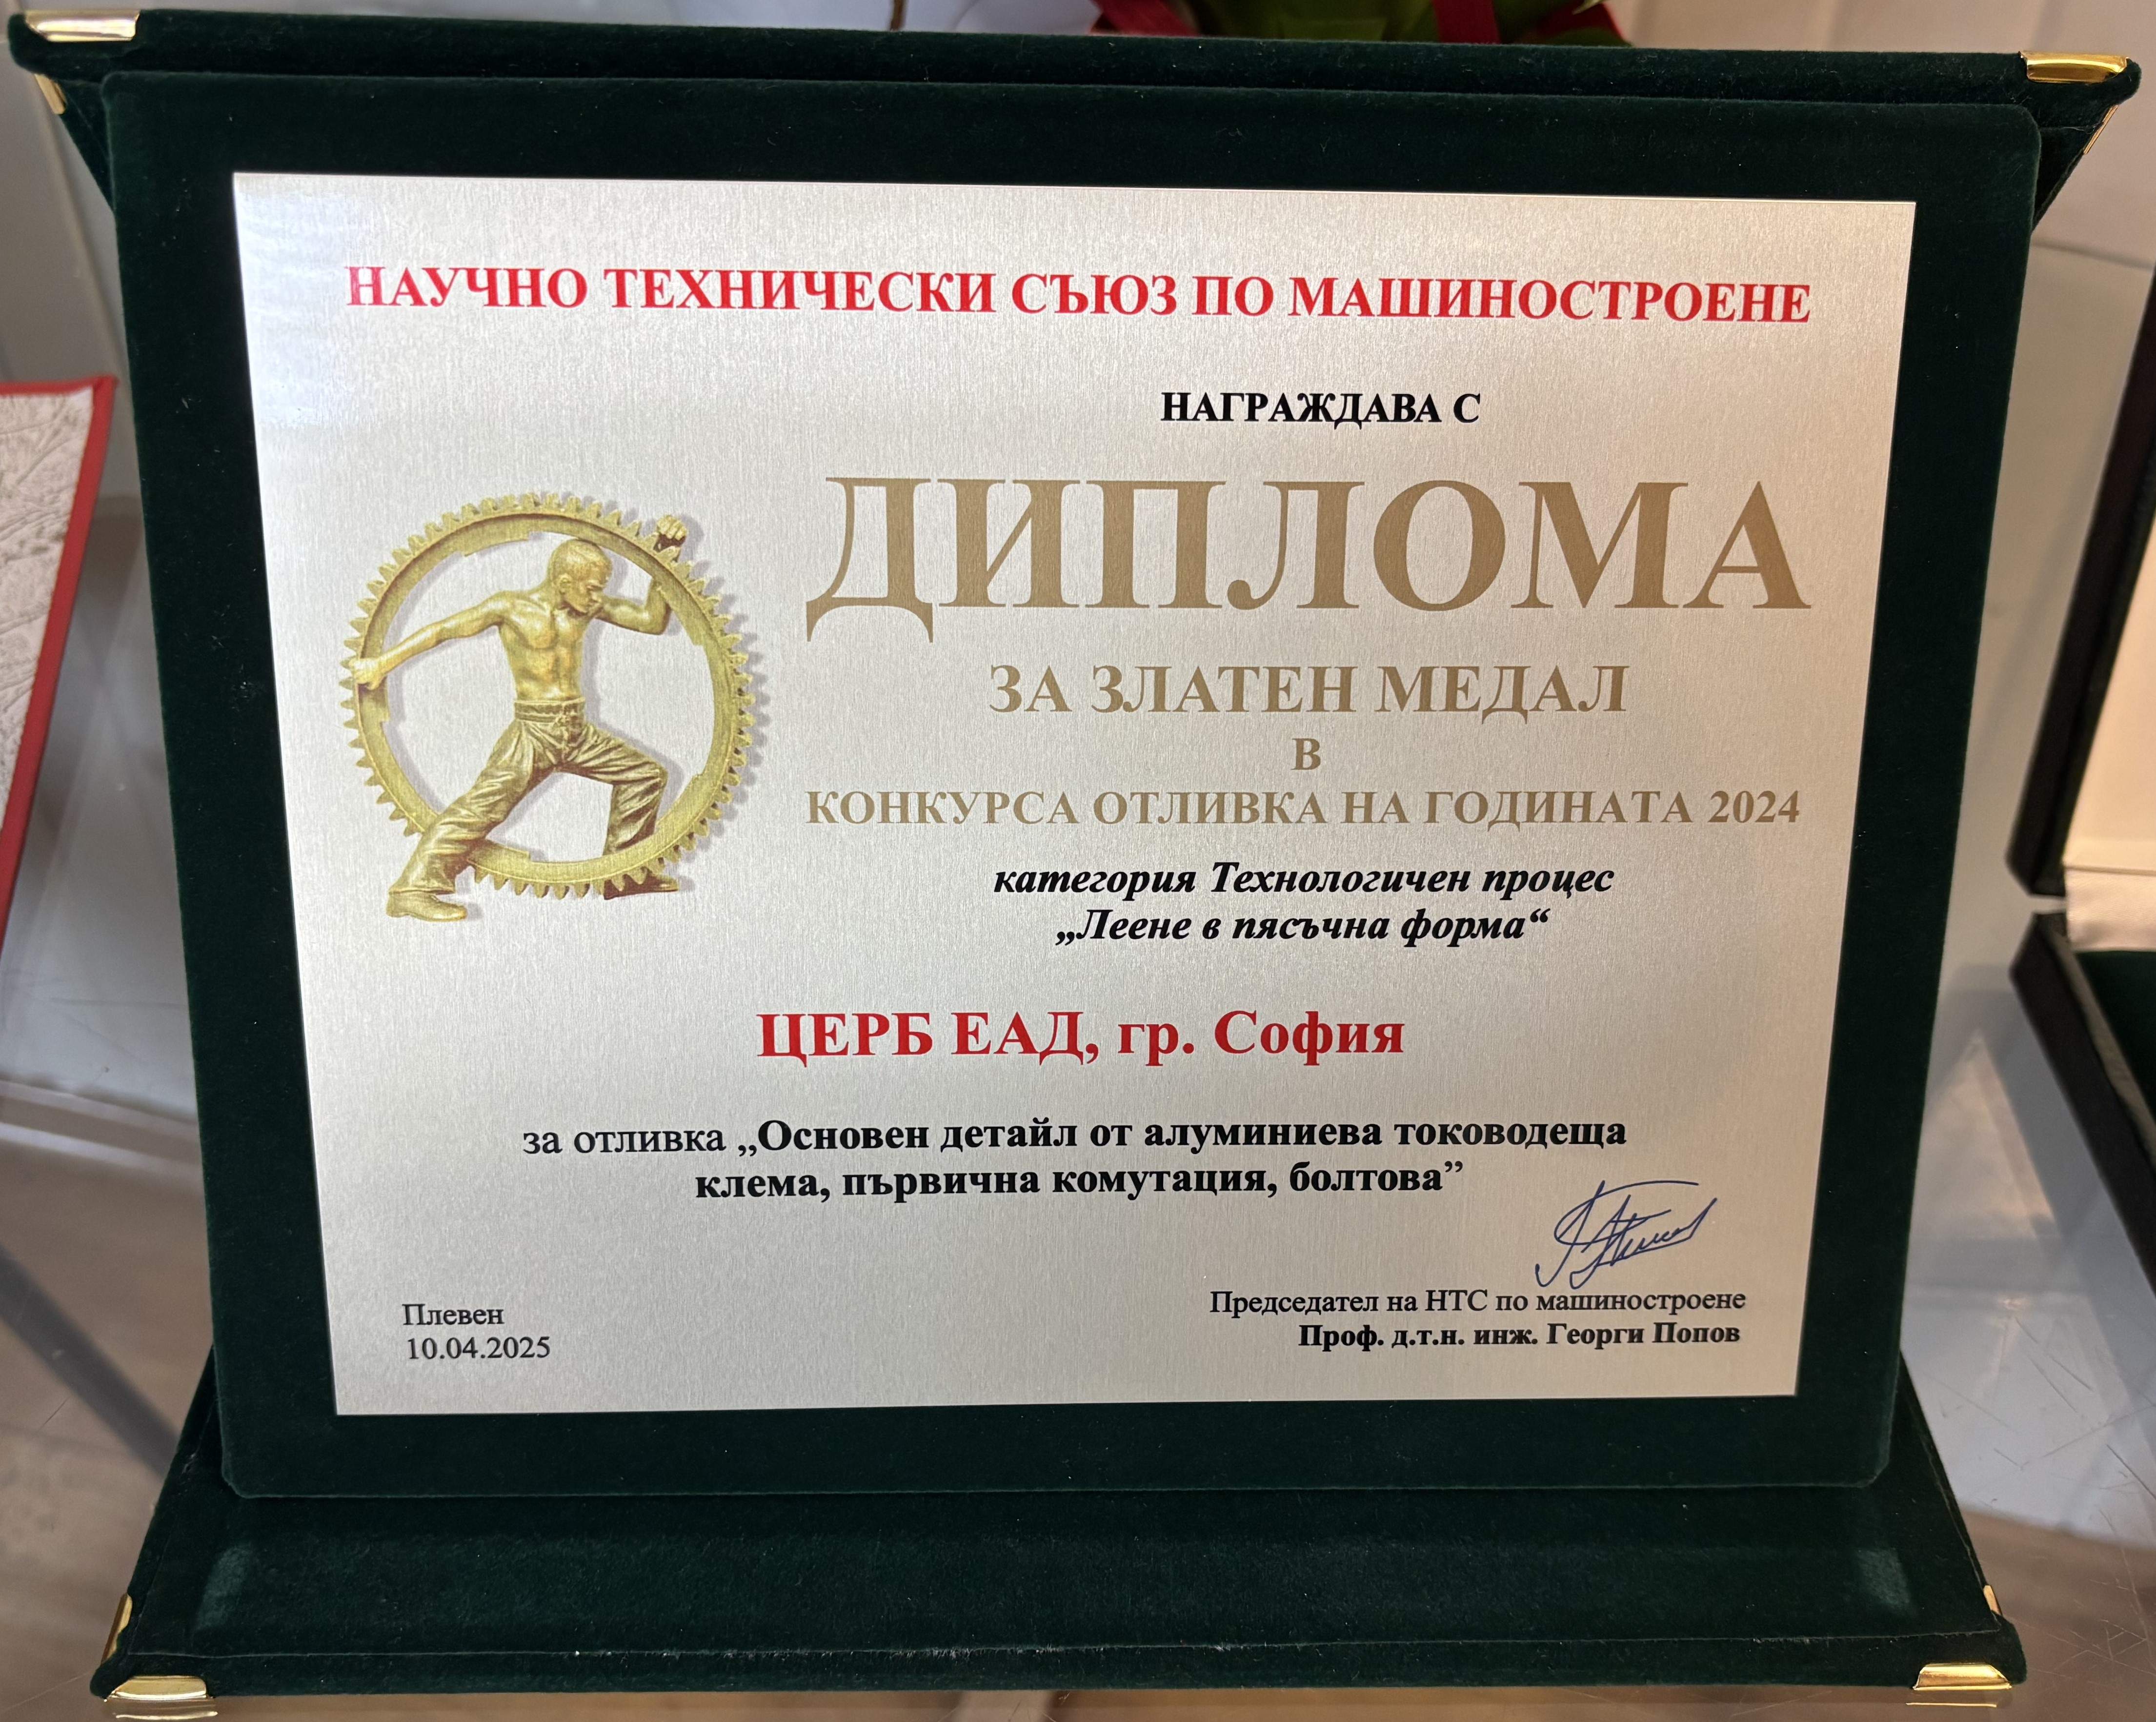 НАУЧНО ТЕХНИЧЕСКИ СЪЮЗ ПО МАШИНОСТРОЕНЕ
НАГРАЖДАВА С
ДИПЛОМА
ЗА ЗЛАТЕН МЕДАЛ
В
КОНКУРСА ОТЛИВКА НА ГОДИНАТА 2024
категория Технологичен процес
„Леене в пясъчна форма“
ЦЕРБ ЕАД, гр. София
за отливка „Основен детайл от алуминиева тоководеща
клема, първична комутация, болтова”
Плевен
10.04.2025
Председател на НТС по машиностроене
Проф. д.т.н. инж. Георги Попов